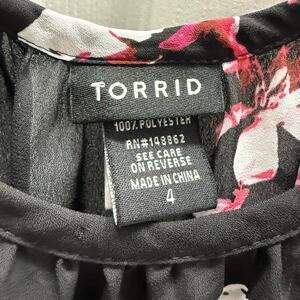 TORRID
100% POLYESTER
RN#148862
SEE CARE
ON REVERSE
MADE IN CHINA
4